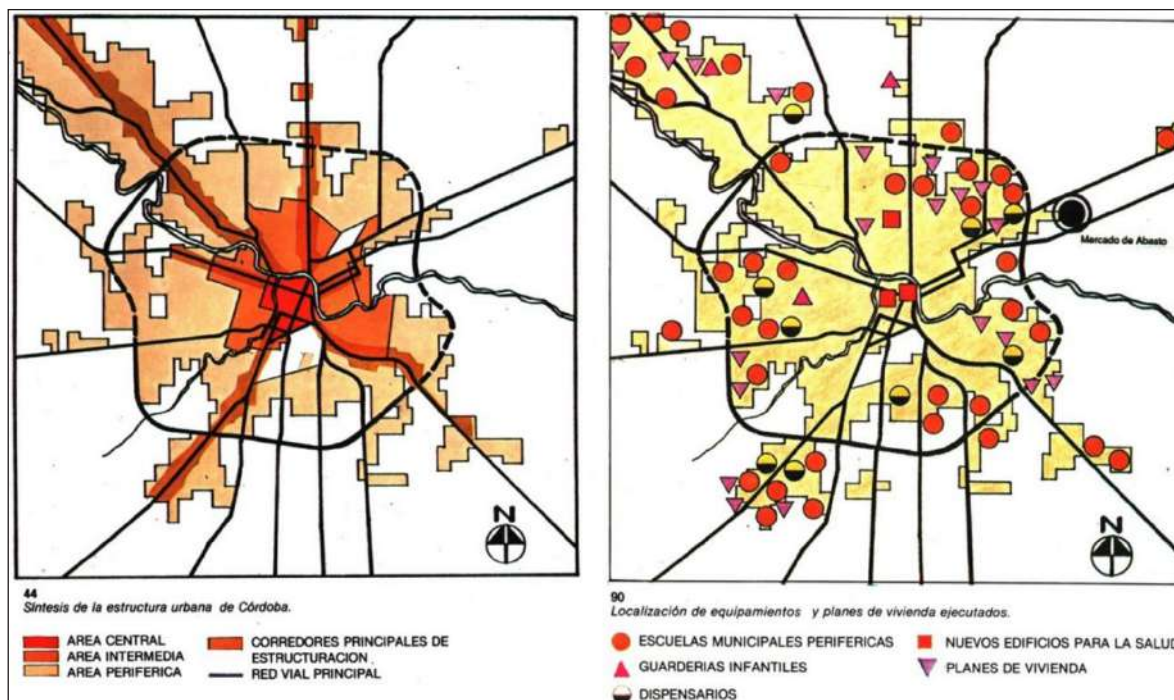 N
44
Síntesis de la estructura urbana de Córdoba.
AREA CENTRAL
AREA INTERMEDIA
AREA PERIFERICA
CORREDORES PRINCIPALES DE
ESTRUCTURACION
RED VIAL PRINCIPAL
Mercado de Abasto
N
90
Localización de equipamientos y planes de vivienda ejecutados.
ESCUELAS MUNICIPALES PERIFERICAS
GUARDERIAS INFANTILES
DISPENSARIOS
NUEVOS EDIFICIOS PARA LA SALUD
PLANES DE VIVIENDA